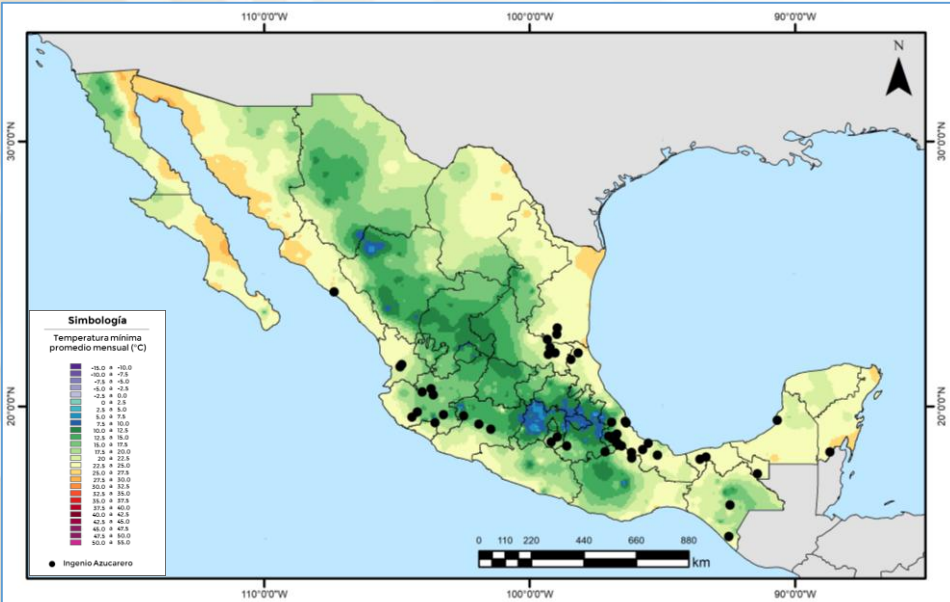 110°0'0"W 100°0'0"W 90°0'0"W
N
30°0'0"N 30°0'0"N
20°0'0"N 20°0'0"N
Simbología
Temperatura mínima
promedio mensual (°C)
-15.0 a -10.0
-10.0 a -7.5
-7.5 a -5.0
-5.0 a -2.5
-2.5 a 0.0
0 a 2.5
2.5 a 5.0
5.0 a 7.5
7.5 a 10.0
10.0 a 12.5
12.5 a 15.0
15.0 a 17.5
17.5 a 20.0
20 a 22.5
22.5 a 25.0
25.0 a 27.5
27.5 a 30.0
30.0 a 32.5
32.5 a 35.0
35.0 a 37.5
37.5 a 40.0
40.0 a 42.5
42.5 a 45.0
45.0 a 47.5
47.5 a 50.0
50.0 a 55.0
Ingenio Azucarero
0 110 220 440 660 880
km
110°0'0"W 100°0'0"W 90°0'0"W